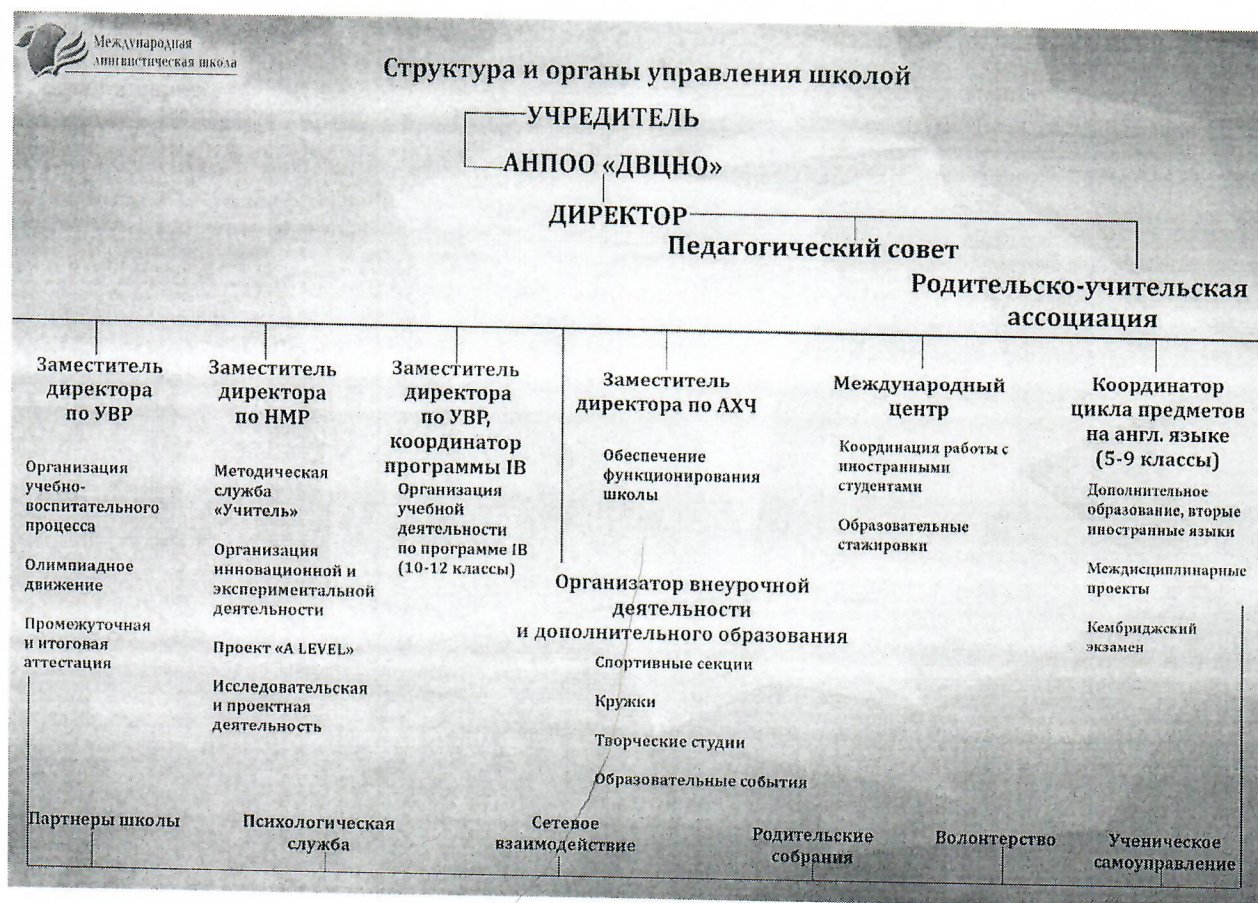 Международная
лингвистическая школа
Структура и органы управления школой
УЧРЕДИТЕЛЬ
АНПОО «ДВЦНО»
ДИРЕКТОР
Педагогический совет
Родительско-учительская
ассоциация
Заместитель
директора
по УВР
Организация
учебно-
воспитательного
процесса
Олимпиадное
движение
Промежуточная
и итоговая
аттестация
Заместитель
директора
по НМР
Методическая
служба
«Учитель»
Организация
инновационной и
экспериментальной
деятельности
Проект «A LEVEL»
Исследовательская
и проектная
деятельность
Заместитель
директора
по УВР,
координатор
программы IB
Организация
учебной
деятельности
по программе IB
(10-12 классы)
Заместитель
директора по АХЧ
Обеспечение
функционирования
школы
Организатор внеурочной
деятельности
и дополнительного образования
Спортивные секции
Кружки
Творческие студии
Образовательные события
Международный
центр
Координация работы с
иностранными
студентами
Образовательные
стажировки
Координатор
цикла предметов
на англ. языке
(5-9 классы)
Дополнительное
образование, вторые
иностранные языки
Междисциплинарные
проекты
Кембриджский
экзамен
Партнеры школы
Психологическая
служба
Сетевое
взаимодействие
Родительские
собрания
Волонтерство
Ученическое
самоуправление